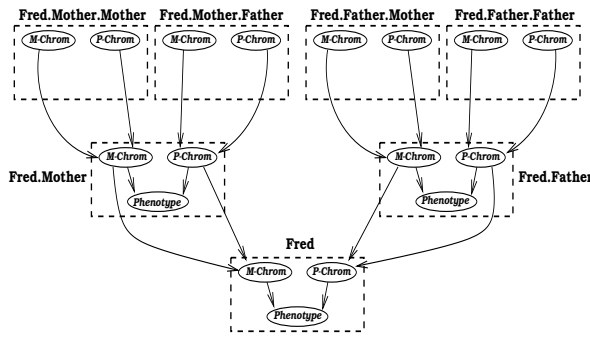 Fred.Mother.Mother Fred.Mother.Father Fred.Father.Mother Fred.Father.Father
M-Chrom P-Chrom M-Chrom P-Chrom M-Chrom P-Chrom M-Chrom P-Chrom
M-Chrom P-Chrom M-Chrom P-Chrom
Fred.Mother Fred.Father
Phenotype Phenotype
Fred
M-Chrom P-Chrom
Phenotype